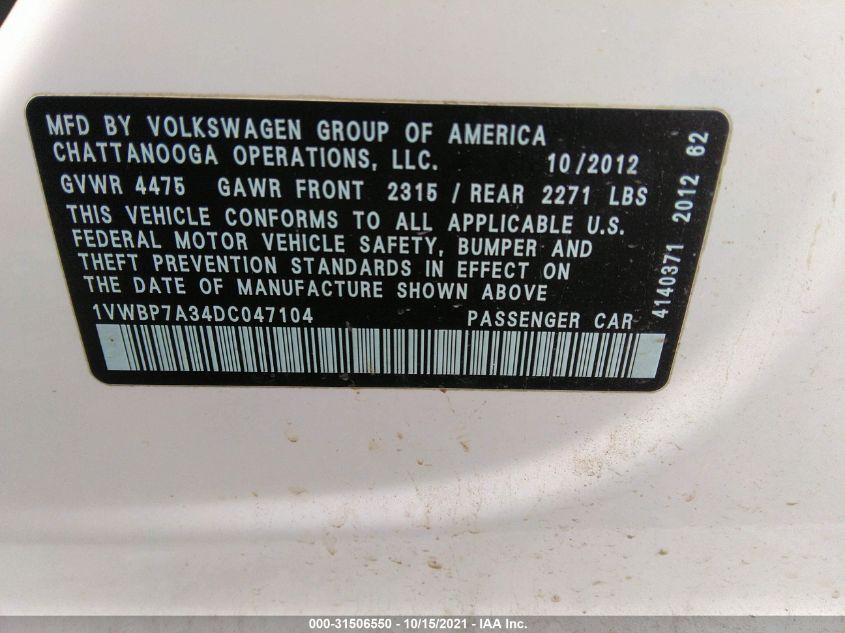 MFD BY VOLKSWAGEN GROUP OF AMERICA
CHATTANOOGA OPERATIONS, LLC. 10/2012
GVWR 4475 GAWR FRONT 2315 / REAR 2271 LBS
THIS VEHICLE CONFORMS TO ALL APPLICABLE U.S.
FEDERAL MOTOR VEHICLE SAFETY, BUMPER AND
THEFT PREVENTION STANDARDS IN EFFECT ON
THE DATE OF MANUFACTURE SHOWN ABOVE
1VWBP7A34DC047104 PASSENGER CAR
4140371 2012 62
000-31506550 - 10/15/2021 - IAA Inc.